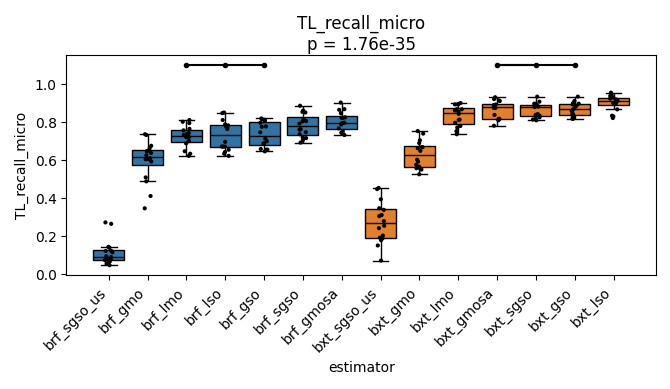 TL_recall_micro
p = 1.76e-35
TL_recall_micro
1.0
0.8
0.6
0.4
0.2
0.0
brf_sgso_us
brf_gmo
brf_lmo
brf_lso
brf_gso
brf_sgso
brf_gmosa
bxt_sgso_us
bxt_gmo
bxt_lmo
bxt_gmosa
bxt_sgso
bxt_gso
bxt_lso
estimator